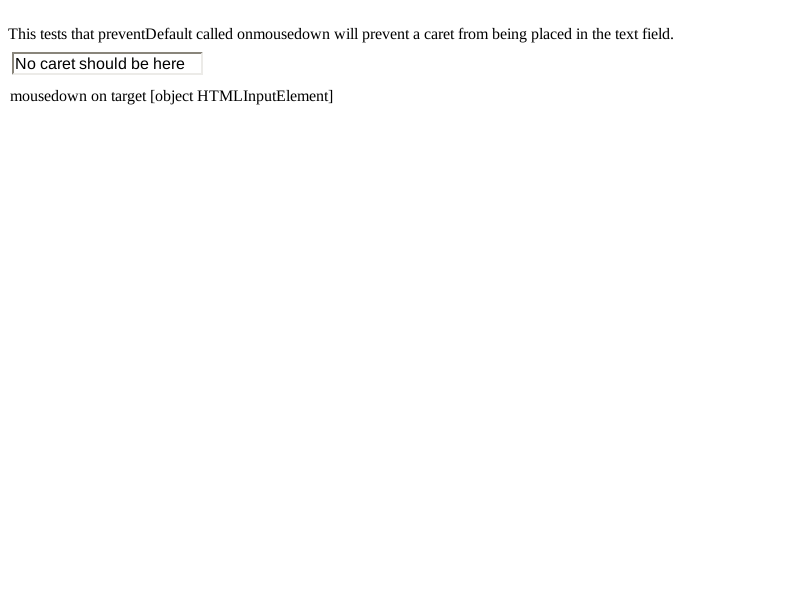 This tests that preventDefault called onmousedown will prevent a caret from being placed in the text field.
No caret should be here
mousedown on target [object HTMLInputElement]